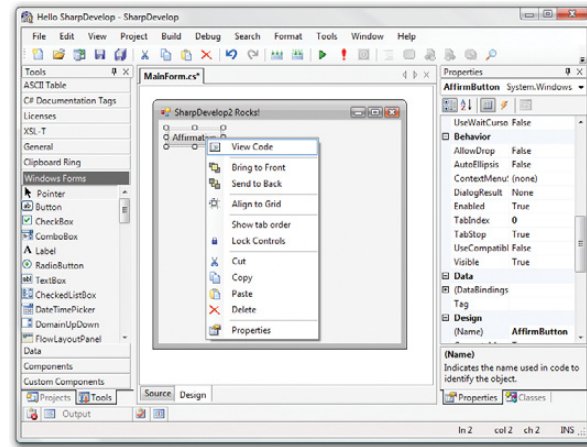 Hello SharpDevelop - SharpDevelop
File Edit View Project Build Debug Search Format Tools Window Help
Tools
ASCII Table
C# Documentation Tags
Licenses
XSL-T
General
Clipboard Ring
Windows Forms
Pointer
Button
CheckBox
ComboBox
Label
RadioButton
TextBox
CheckedListBox
DateTimePicker
DomainUpDown
FlowLayoutPanel
Data
Components
Custom Components
Projects Tools
Output
MainForm.cs*
SharpDevelop2 Rocks!
View Code
Bring to Front
Send to Back
Align to Grid
Show tab order
Lock Controls
Cut
Copy
Paste
Delete
Properties
Source Design
Properties
AffirmButton System.Windows
UseWaitCurso False
Behavior
AllowDrop False
AutoEllipsis False
ContextMenu (none)
DialogResult None
Enabled True
TabIndex 0
TabStop True
UseCompatibl False
Visible True
Data
(DataBindings
Tag
Design
(Name) AffirmButton
(Name)
Indicates the name used in code to
identify the object.
Properties Classes
ln 2 col 2 ch 2 INS